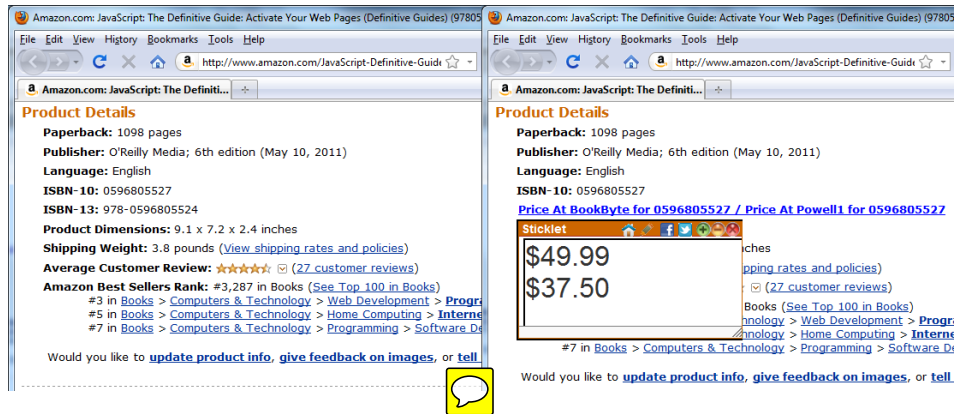 Amazon.com: JavaScript: The Definitive Guide: Activate Your Web Pages (Definitive Guides) (97805
File Edit View History Bookmarks Tools Help
http://www.amazon.com/JavaScript-Definitive-Guide
Amazon.com: JavaScript: The Definiti...
Product Details
Paperback: 1098 pages
Publisher: O'Reilly Media; 6th edition (May 10, 2011)
Language: English
ISBN-10: 0596805527
ISBN-13: 978-0596805524
Product Dimensions: 9.1 x 7.2 x 2.4 inches
Shipping Weight: 3.8 pounds (View shipping rates and policies)
Average Customer Review: (27 customer reviews)
Amazon Best Sellers Rank: #3,287 in Books (See Top 100 in Books)
#3 in Books > Computers & Technology > Web Development > Progra
#5 in Books > Computers & Technology > Home Computing > Interne
#7 in Books > Computers & Technology > Programming > Software De
Would you like to update product info, give feedback on images, or tell
Amazon.com: JavaScript: The Definitive Guide: Activate Your Web Pages (Definitive Guides) (97805
File Edit View History Bookmarks Tools Help
http://www.amazon.com/JavaScript-Definitive-Guide
Amazon.com: JavaScript: The Definiti...
Product Details
Paperback: 1098 pages
Publisher: O'Reilly Media; 6th edition (May 10, 2011)
Language: English
ISBN-10: 0596805527
Price At BookByte for 0596805527 / Price At Powell1 for 0596805527
Sticklet
$49.99
$37.50
ches
pping rates and policies)
(27 customer reviews)
Books (See Top 100 in Books)
hnology > Web Development > Progra
hnology > Home Computing > Interne
#7 in Books > Computers & Technology > Programming > Software De
Would you like to update product info, give feedback on images, or tell